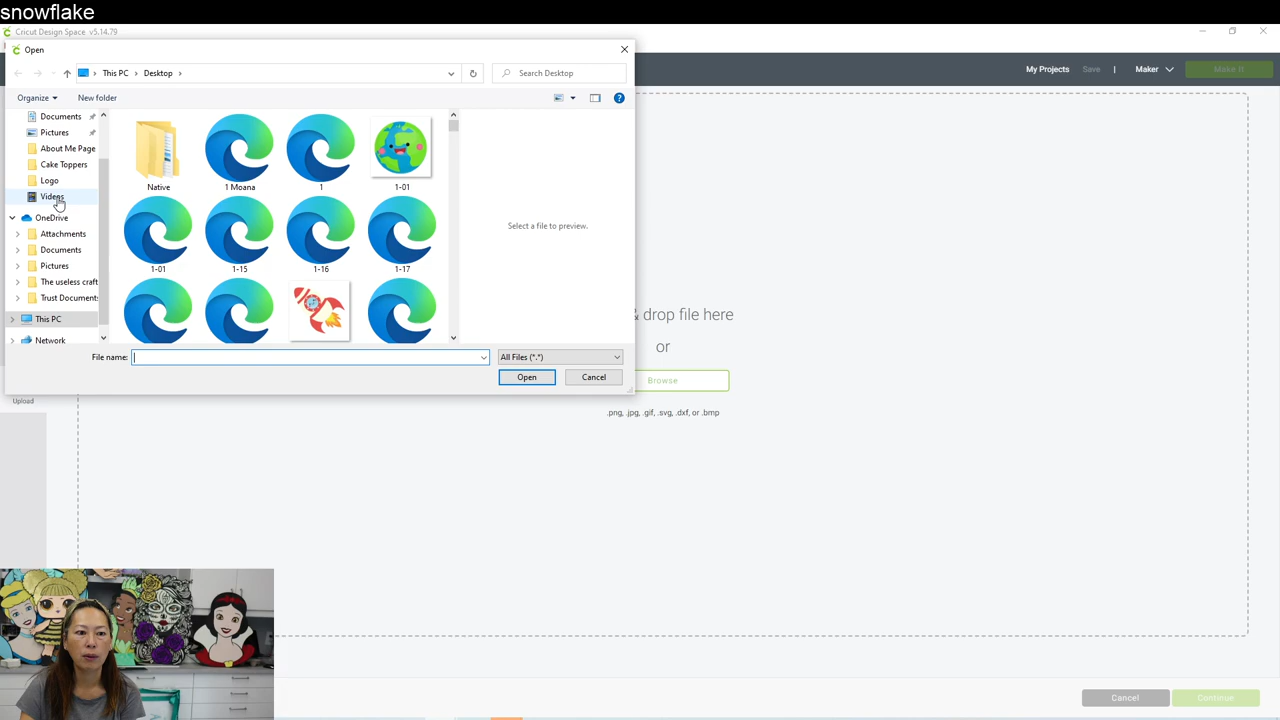 snowflake
Cricut Design Space v5.14.79
Open
This PC
Desktop
Search Desktop
My Projects
Save
Maker
Make It
Organize
New folder
Documents
Pictures
About Me Page
Cake Toppers
Logo
Videos
OneDrive
Attachments
Documents
Pictures
The useless craft
Trust Documents
This PC
Network
Native
1 Moana
1
1-01
1-01
1-15
1-16
1-17
Select a file to preview.
File name:
All Files (*.*)
Open
Cancel
Upload
& drop file here
or
Browse
.png, .jpg, .gif, .svg, .dxf, or .bmp
Cancel
Continue